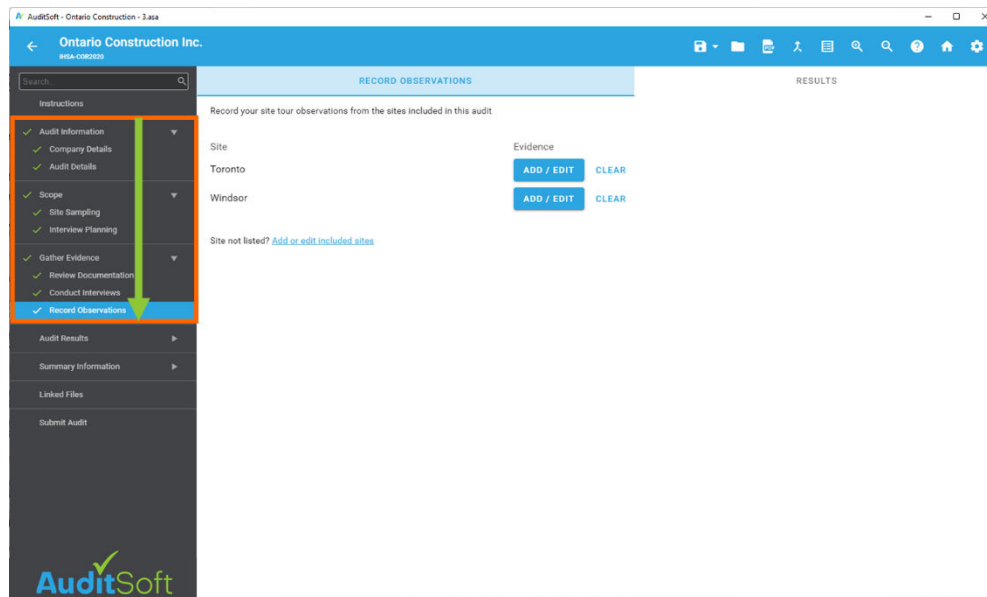 AuditSoft - Ontario Construction - 3.asa
Ontario Construction Inc.
IHSA-COR2020
Search...
Instructions
Audit Information
Company Details
Audit Details
Scope
Site Sampling
Interview Planning
Gather Evidence
Review Documentation
Conduct Interviews
Record Observations
Audit Results
Summary Information
Linked Files
Submit Audit
AuditSoft
RECORD OBSERVATIONS
RESULTS
Record your site tour observations from the sites included in this audit
Site Evidence
Toronto ADD / EDIT CLEAR
Windsor ADD / EDIT CLEAR
Site not listed? Add or edit included sites